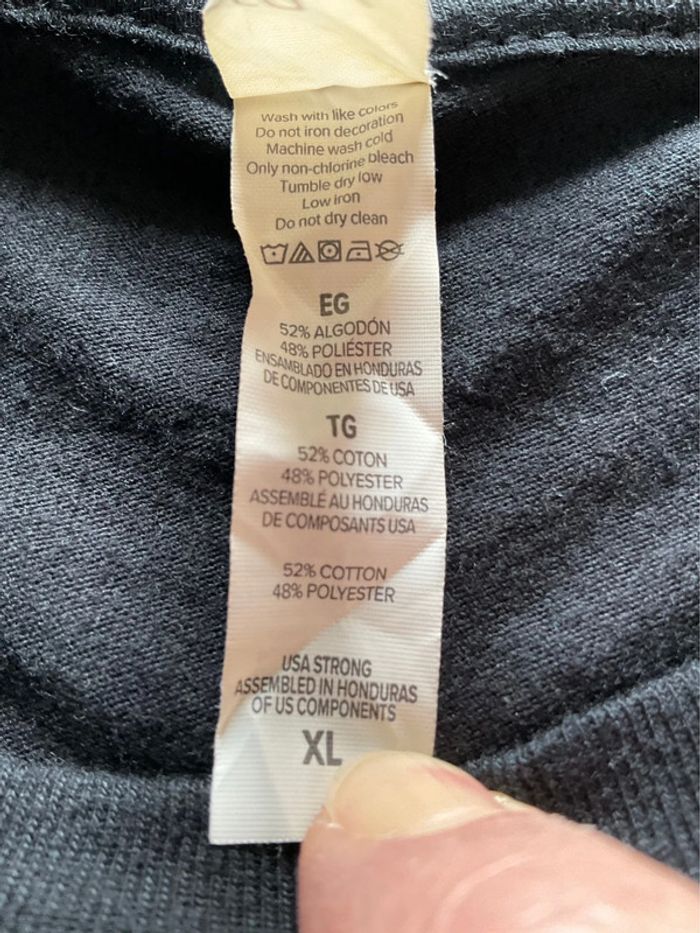 Wash with like colors
Do not iron decoration
Machine wash cold
Only non-chlorine bleach
Tumble dry low
Low iron
Do not dry clean
EG
52% ALGODÓN
48% POLIÉSTER
ENSAMBLADO EN HONDURAS
DE COMPONENTES DE USA
TG
52% COTON
48% POLYESTER
ASSEMBLÉ AU HONDURAS
DE COMPOSANTS USA
52% COTTON
48% POLYESTER
USA STRONG
ASSEMBLED IN HONDURAS
OF US COMPONENTS
XL